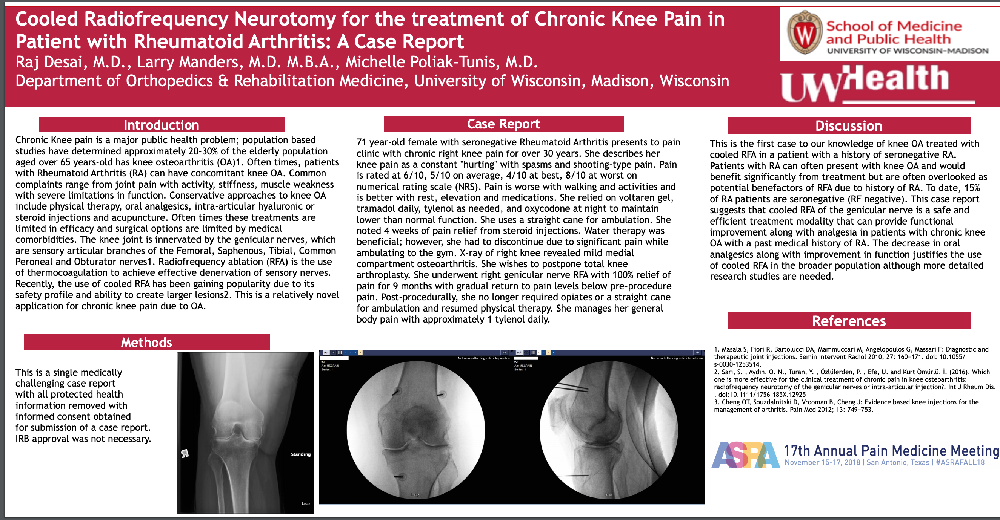 Cooled Radiofrequency Neurotomy for the treatment of Chronic Knee Pain in
Patient with Rheumatoid Arthritis: A Case Report
Raj Desai, M.D., Larry Manders, M.D. M.B.A., Michelle Poliak-Tunis, M.D.
Department of Orthopedics & Rehabilitation Medicine, University of Wisconsin, Madison, Wisconsin
W
School of Medicine
and Public Health
UNIVERSITY OF WISCONSIN-MADISON
UWHealth
Introduction
Chronic Knee pain is a major public health problem; population based
studies have determined approximately 20-30% of the elderly population
aged over 65 years-old has knee osteoarthritis (OA)1. Often times, patients
with Rheumatoid Arthritis (RA) can have concomitant knee OA. Common
complaints range from joint pain with activity, stiffness, muscle weakness
with severe limitations in function. Conservative approaches to knee OA
include physical therapy, oral analgesics, intra-articular hyaluronic or
steroid injections and acupuncture. Often times these treatments are
limited in efficacy and surgical options are limited by medical
comorbidities. The knee joint is innervated by the genicular nerves, which
are sensory articular branches of the Femoral, Saphenous, Tibial, Common
Peroneal and Obturator nerves1. Radiofrequency ablation (RFA) is the use
of thermocoagulation to achieve effective denervation of sensory nerves.
Recently, the use of cooled RFA has been gaining popularity due to its
safety profile and ability to create larger lesions2. This is a relatively novel
application for chronic knee pain due to OA.
Methods
This is a single medically
challenging case report
with all protected health
information removed with
informed consent obtained
for submission of a case report.
IRB approval was not necessary.
R
Standing
Lossy
Case Report
71 year-old female with seronegative Rheumatoid Arthritis presents to pain
clinic with chronic right knee pain for over 30 years. She describes her
knee pain as a constant "hurting" with spasms and shooting-type pain. Pain
is rated at 6/10, 5/10 on average, 4/10 at best, 8/10 at worst on
numerical rating scale (NRS). Pain is worse with walking and activities and
is better with rest, elevation and medications. She relied on voltaren gel,
tramadol daily, tylenol as needed, and oxycodone at night to maintain
lower than normal function. She uses a straight cane for ambulation. She
noted 4 weeks of pain relief from steroid injections. Water therapy was
beneficial; however, she had to discontinue due to significant pain while
ambulating to the gym. X-ray of right knee revealed mild medial
compartment osteoarthritis. She wishes to postpone total knee
arthroplasty. She underwent right genicular nerve RFA with 100% relief of
pain for 9 months with gradual return to pain levels below pre-procedure
pain. Post-procedurally, she no longer required opiates or a straight cane
for ambulation and resumed physical therapy. She manages her general
body pain with approximately 1 tylenol daily.
A:1 1 2 3 4
Not intended for diagnostic interpretation
#3
Ac: MSCPAIN
Series: 1
Lossy
A:1 1 2 3 4
Not intended for diagnostic interpretation
#2
Ac: MSCPAIN
Series: 1
Lossy
Discussion
This is the first case to our knowledge of knee OA treated with
cooled RFA in a patient with a history of seronegative RA.
Patients with RA can often present with knee OA and would
benefit significantly from treatment but are often overlooked as
potential benefactors of RFA due to history of RA. To date, 15%
of RA patients are seronegative (RF negative). This case report
suggests that cooled RFA of the genicular nerve is a safe and
efficient treatment modality that can provide functional
improvement along with analgesia in patients with chronic knee
OA with a past medical history of RA. The decrease in oral
analgesics along with improvement in function justifies the use
of cooled RFA in the broader population although more detailed
research studies are needed.
References
1. Masala S, Fiori R, Bartolucci DA, Mammuccari M, Angelopoulos G, Massari F: Diagnostic and
therapeutic joint injections. Semin Intervent Radiol 2010; 27: 160–171. doi: 10.1055/
s-0030-1253514.
2. Sarı, S. , Aydın, O. N., Turan, Y. , Özlülerden, P. , Efe, U. and Kurt Ömürlü, İ. (2016), Which
one is more effective for the clinical treatment of chronic pain in knee osteoarthritis:
radiofrequency neurotomy of the genicular nerves or intra-articular injection?. Int J Rheum Dis.
. doi:10.1111/1756-185X.12925
3. Cheng OT, Souzdalnitski D, Vrooman B, Cheng J: Evidence based knee injections for the
management of arthritis. Pain Med 2012; 13: 749–753.
ASRA
17th Annual Pain Medicine Meeting
November 15-17, 2018 | San Antonio, Texas | #ASRAFALL18